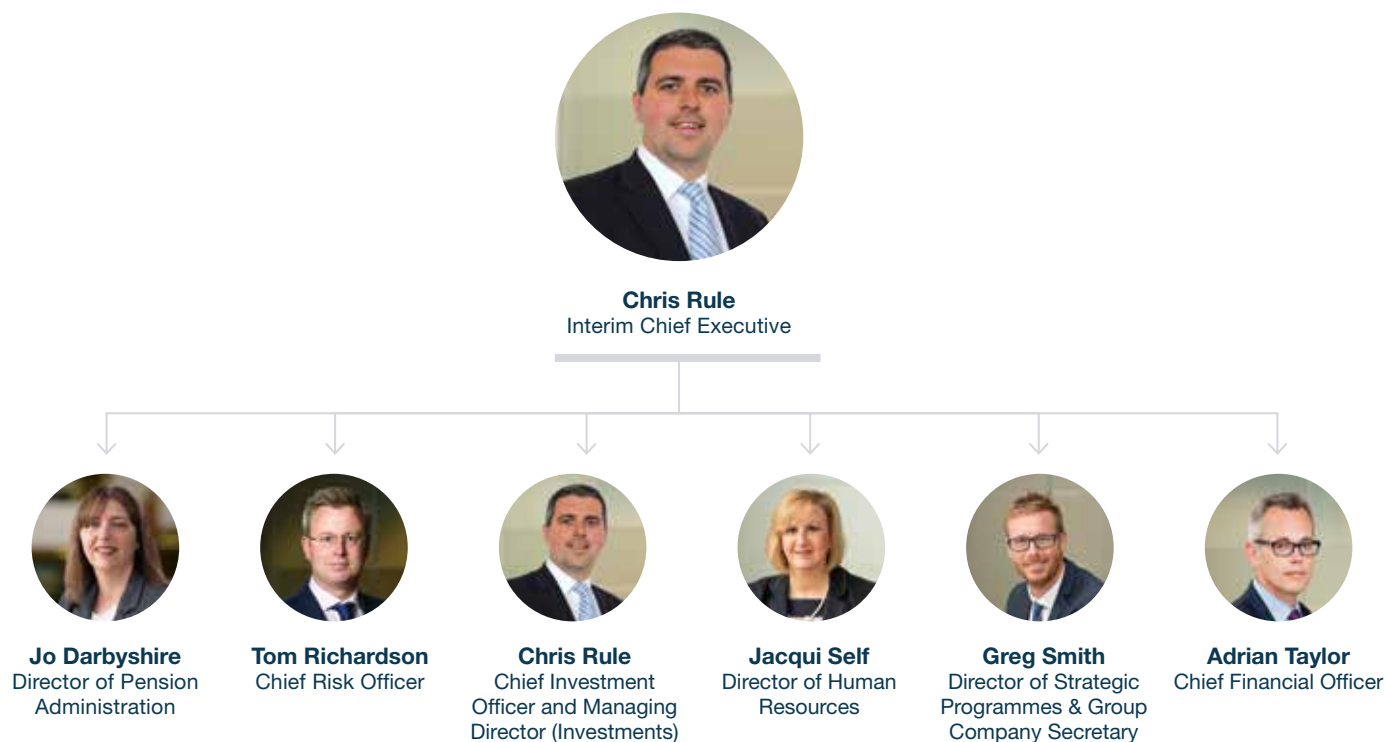 Chris Rule
Interim Chief Executive
Jo Darbyshire
Director of Pension
Administration
Tom Richardson
Chief Risk Officer
Chris Rule
Chief Investment
Officer and Managing
Director (Investments)
Jacqui Self
Director of Human
Resources
Greg Smith
Director of Strategic
Programmes & Group
Company Secretary
Adrian Taylor
Chief Financial Officer